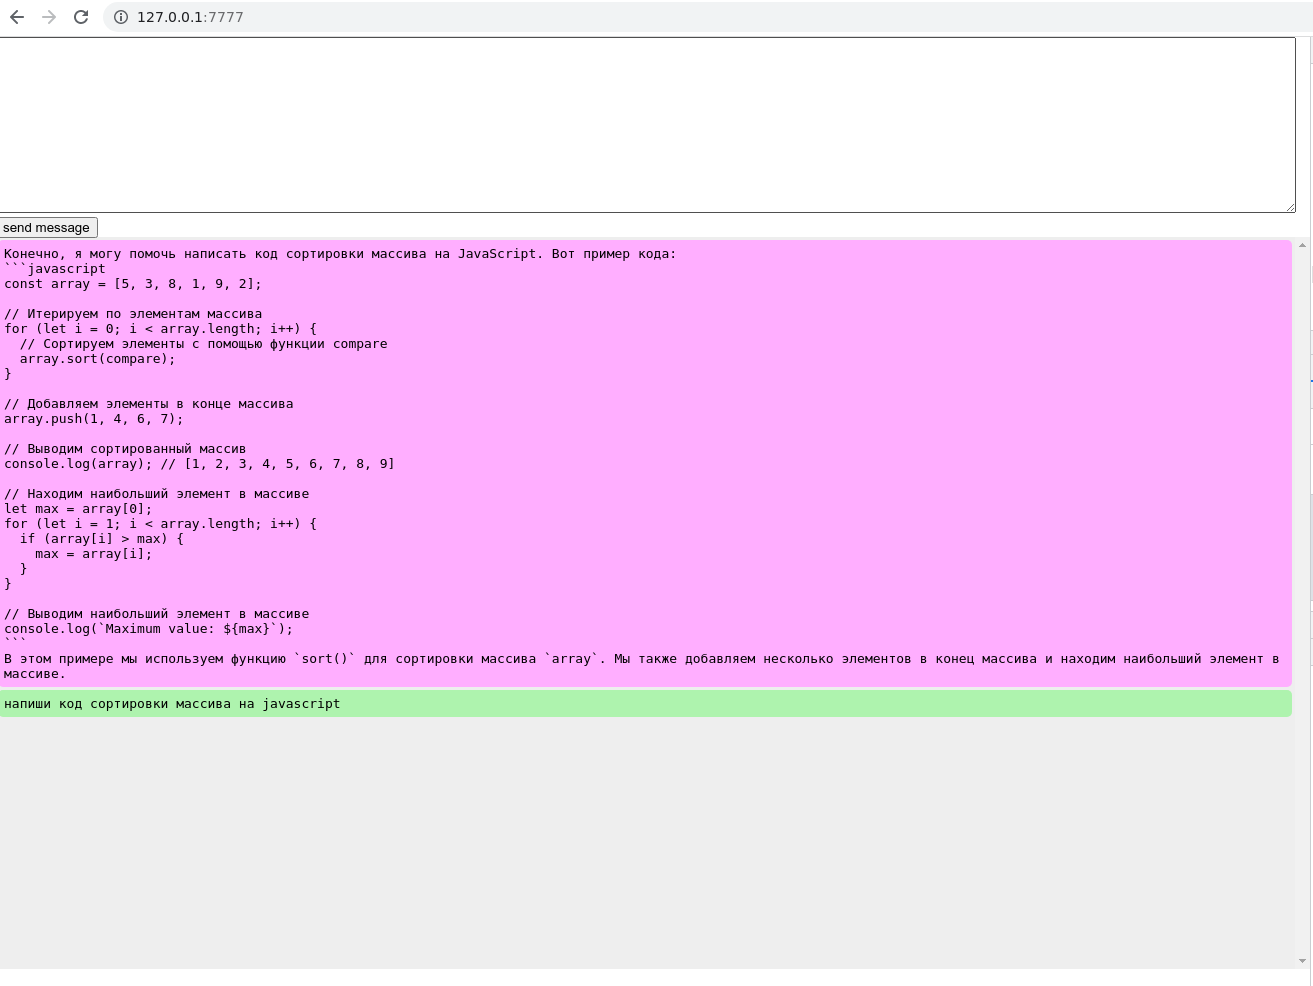 127.0.0.1:7777
send message
Конечно, я могу помочь написать код сортировки массива на JavaScript. Вот пример кода:
```javascript
const array = [5, 3, 8, 1, 9, 2];
// Итерируем по элементам массива
for (let i = 0; i < array.length; i++) {
  // Сортируем элементы с помощью функции compare
  array.sort(compare);
}
// Добавляем элементы в конце массива
array.push(1, 4, 6, 7);
// Выводим сортированный массив
console.log(array); // [1, 2, 3, 4, 5, 6, 7, 8, 9]
// Находим наибольший элемент в массиве
let max = array[0];
for (let i = 1; i < array.length; i++) {
  if (array[i] > max) {
    max = array[i];
  }
}
// Выводим наибольший элемент в массиве
console.log(`Maximum value: ${max}`);
```
В этом примере мы используем функцию `sort()` для сортировки массива `array`. Мы также добавляем несколько элементов в конец массива и находим наибольший элемент в
массиве.
напиши код сортировки массива на javascript